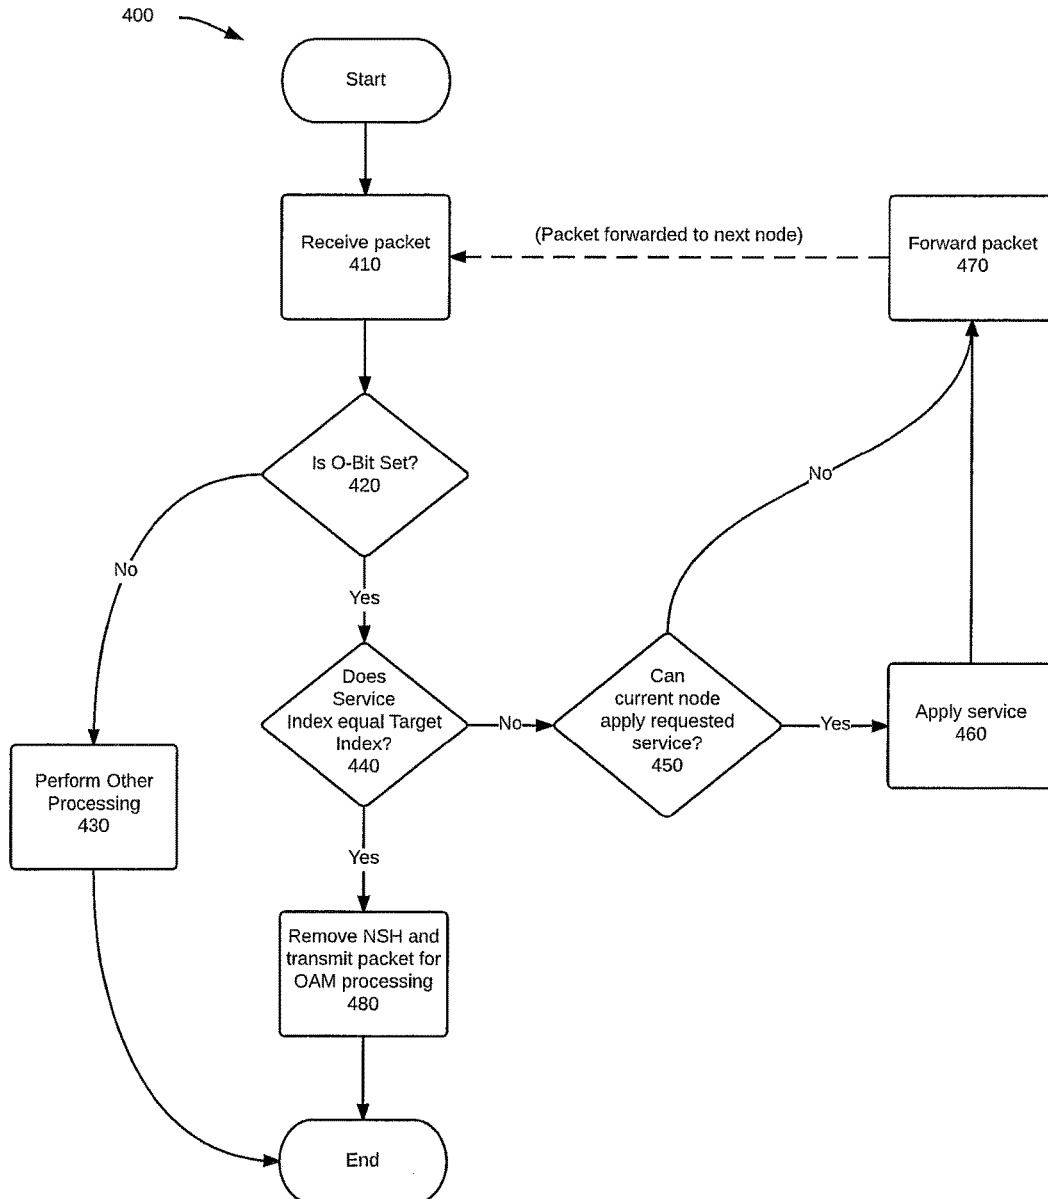 400
Start
Receive packet
410
(Packet forwarded to next node)
Forward packet
470
Is O-Bit Set?
420
No
No
Yes
Does
Service
Index equal Target
Index?
440
No
Can
current node
apply requested
service?
450
Yes
Apply service
460
Perform Other
Processing
430
Yes
Remove NSH and
transmit packet for
OAM processing
480
End